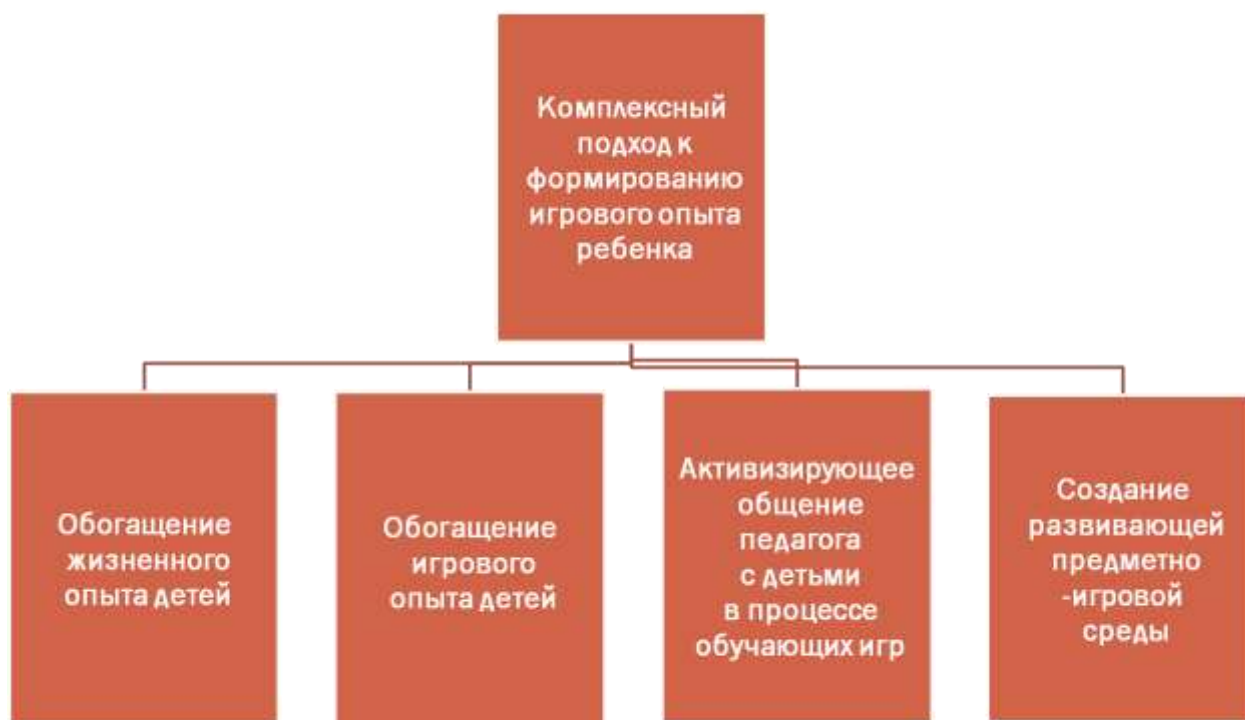 Комплексный
подход к
формированию
игрового опыта
ребенка
Обогащение
жизненного
опыта детей
Обогащение
игрового
опыта детей
Активизирующее
общение
педагога
с детьми
в процессе
обучающих игр
Создание
развивающей
предметно
-игровой
среды